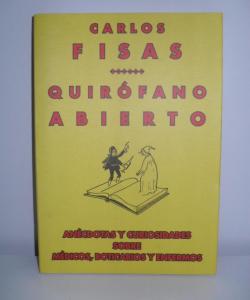 CARLOS
FISAS
QUIRÓFANO
ABIERTO
ANÉCDOTAS Y CURIOSIDADES
SOBRE
MÉDICOS, BOTICARIOS Y ENFERMOS